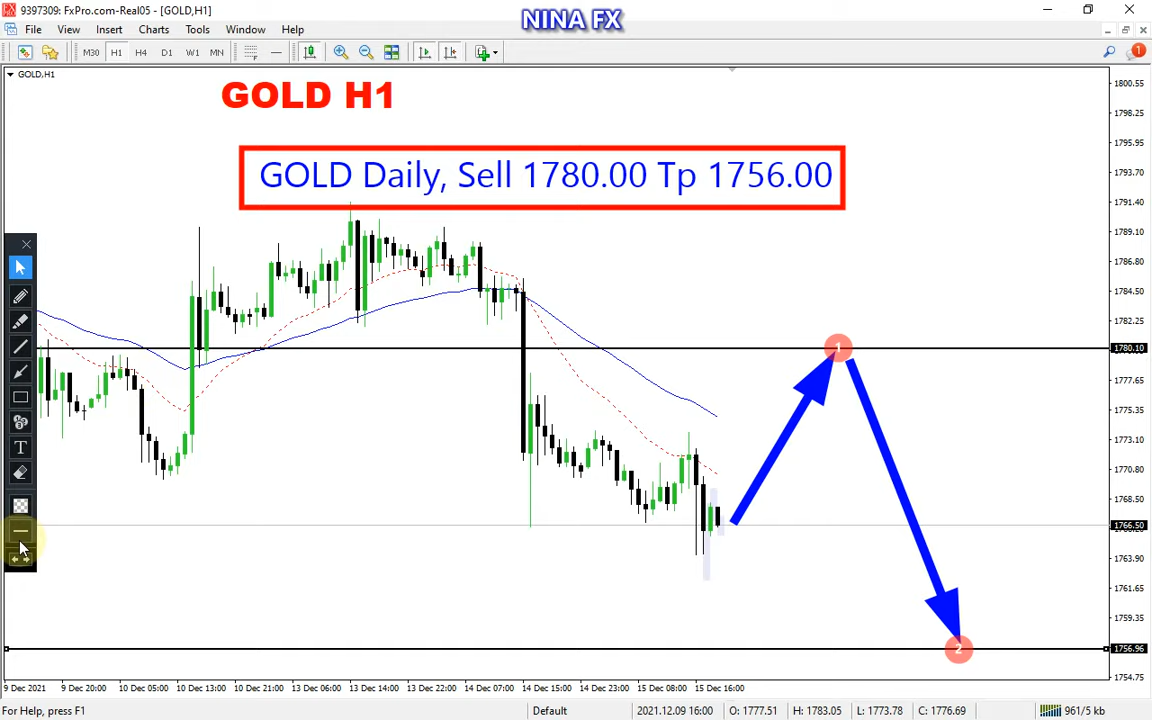 9397309: FxPro.com-Real05 - [GOLD,H1]
NINA FX
File View Insert Charts Tools Window Help
M30 H1 H4 D1 W1 MN
1
GOLD,H1
GOLD H1
GOLD Daily, Sell 1780.00 Tp 1756.00
1800.55
1798.25
1795.95
1793.70
1791.40
1789.10
1786.80
1784.50
1782.25
1780.10
1777.65
1775.35
1773.10
1770.80
1768.50
1766.50
1763.90
1761.65
1759.35
1756.96
1754.75
1
2
T
9 Dec 2021 9 Dec 20:00 10 Dec 05:00 10 Dec 13:00 10 Dec 21:00 13 Dec 06:00 13 Dec 14:00 13 Dec 22:00 14 Dec 07:00 14 Dec 15:00 14 Dec 23:00 15 Dec 08:00 15 Dec 16:00
For Help, press F1 Default 2021.12.09 16:00 O: 1777.51 H: 1783.05 L: 1773.78 C: 1776.69 961/5 kb